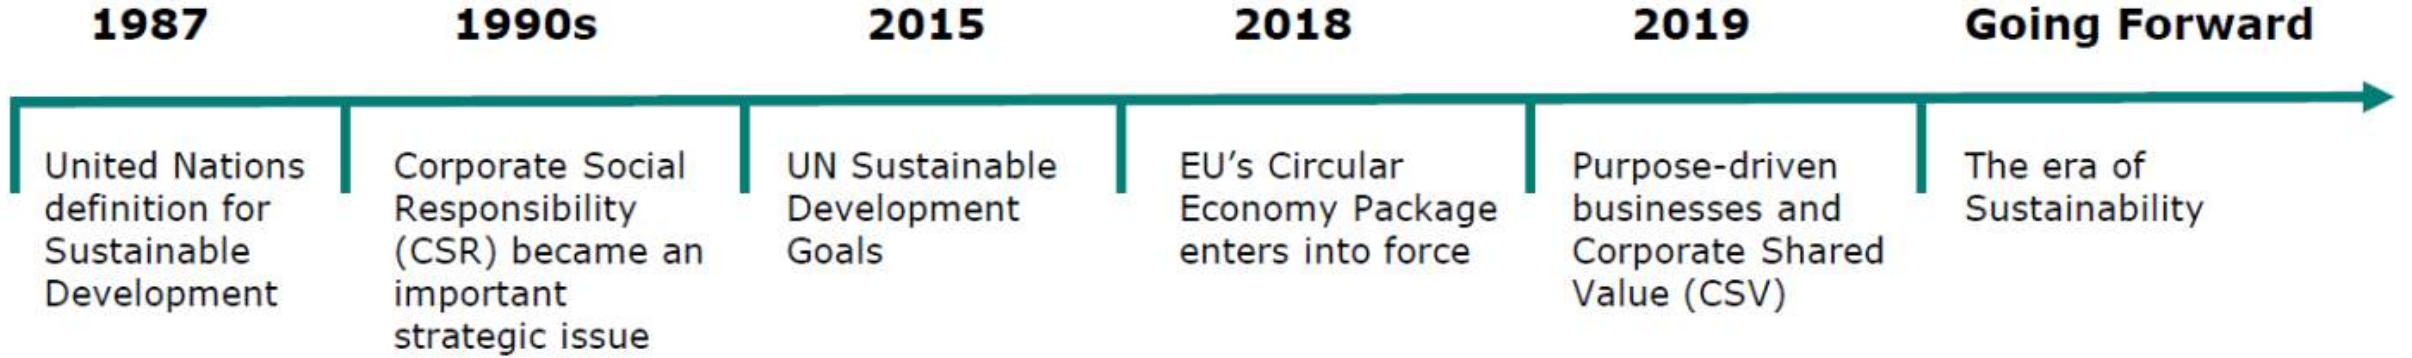 1987
1990s
2015
2018
2019
Going Forward
United Nations
definition for
Sustainable
Development
Corporate Social
Responsibility
(CSR) became an
important
strategic issue
UN Sustainable
Development
Goals
EU’s Circular
Economy Package
enters into force
Purpose-driven
businesses and
Corporate Shared
Value (CSV)
The era of
Sustainability